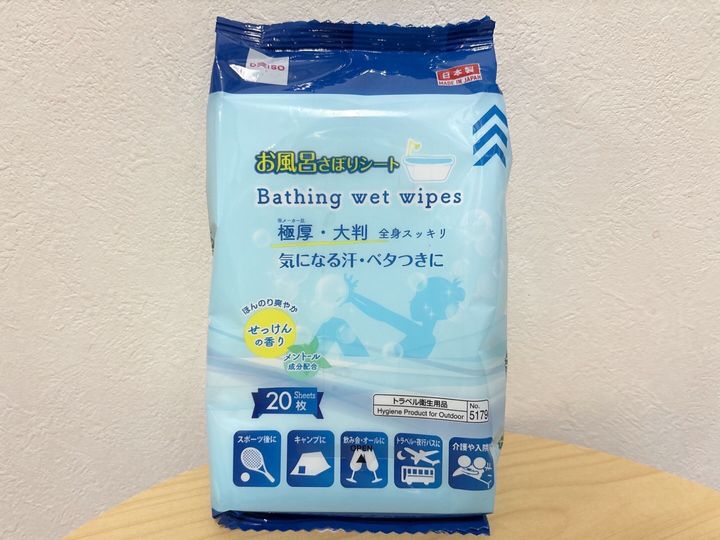 DAISO
日本製
MADE IN JAPAN
お風呂さぼりシート
Bathing wet wipes
極厚・大判 全身スッキリ
気になる汗・ベタつきに
ほんのり爽やか
せっけん
の香り
メントール
成分配合
20 Sheets
枚
トラベル衛生用品
Hygiene Product for Outdoor
No.
5179
スポーツ後に
キャンプに
飲み会・オールに
トラベル・夜行バスに
介護や入院
OPEN